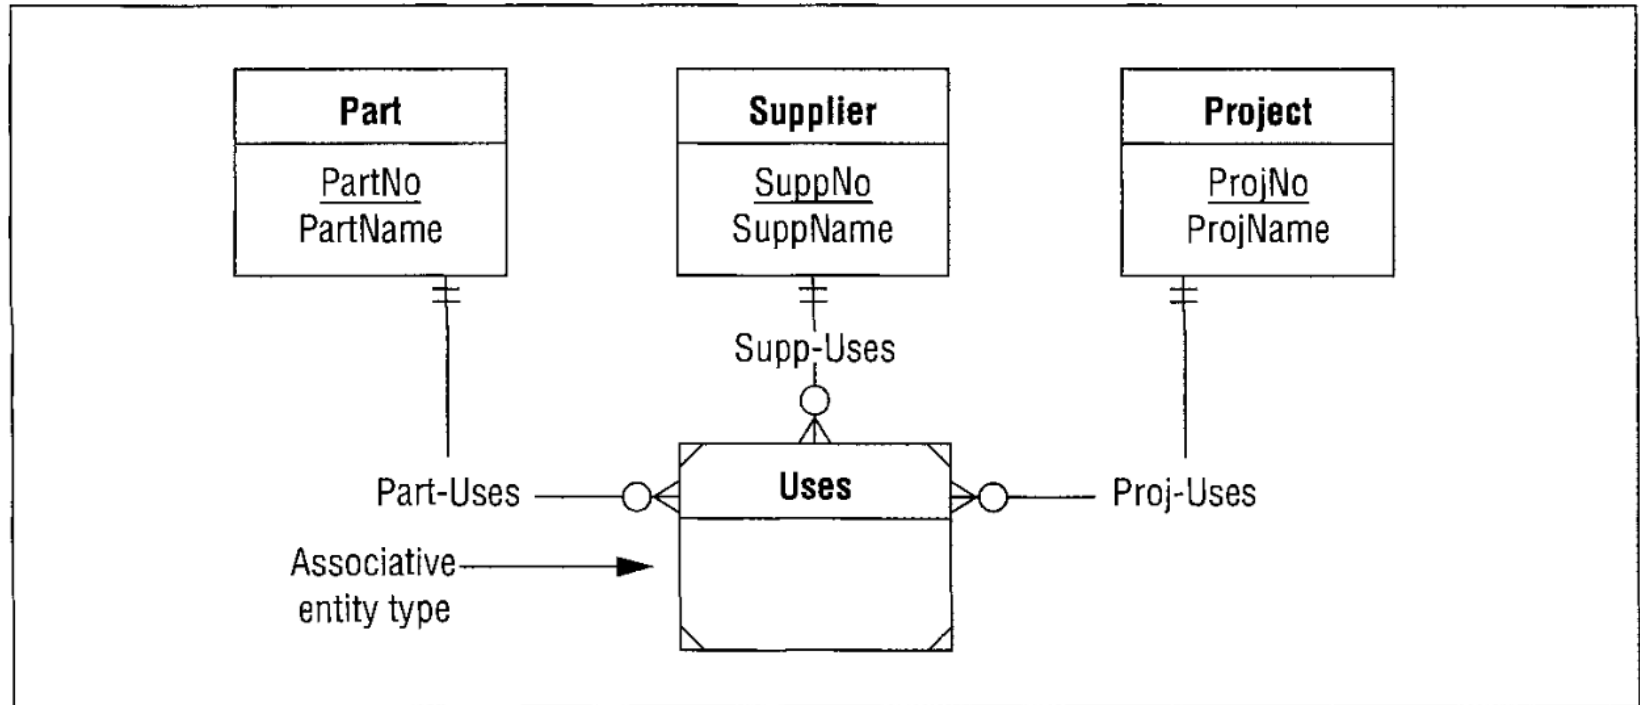 Part
PartNo
PartName
Supplier
SuppNo
SuppName
Project
ProjNo
ProjName
Supp-Uses
Part-Uses
Uses
Proj-Uses
Associative
entity type